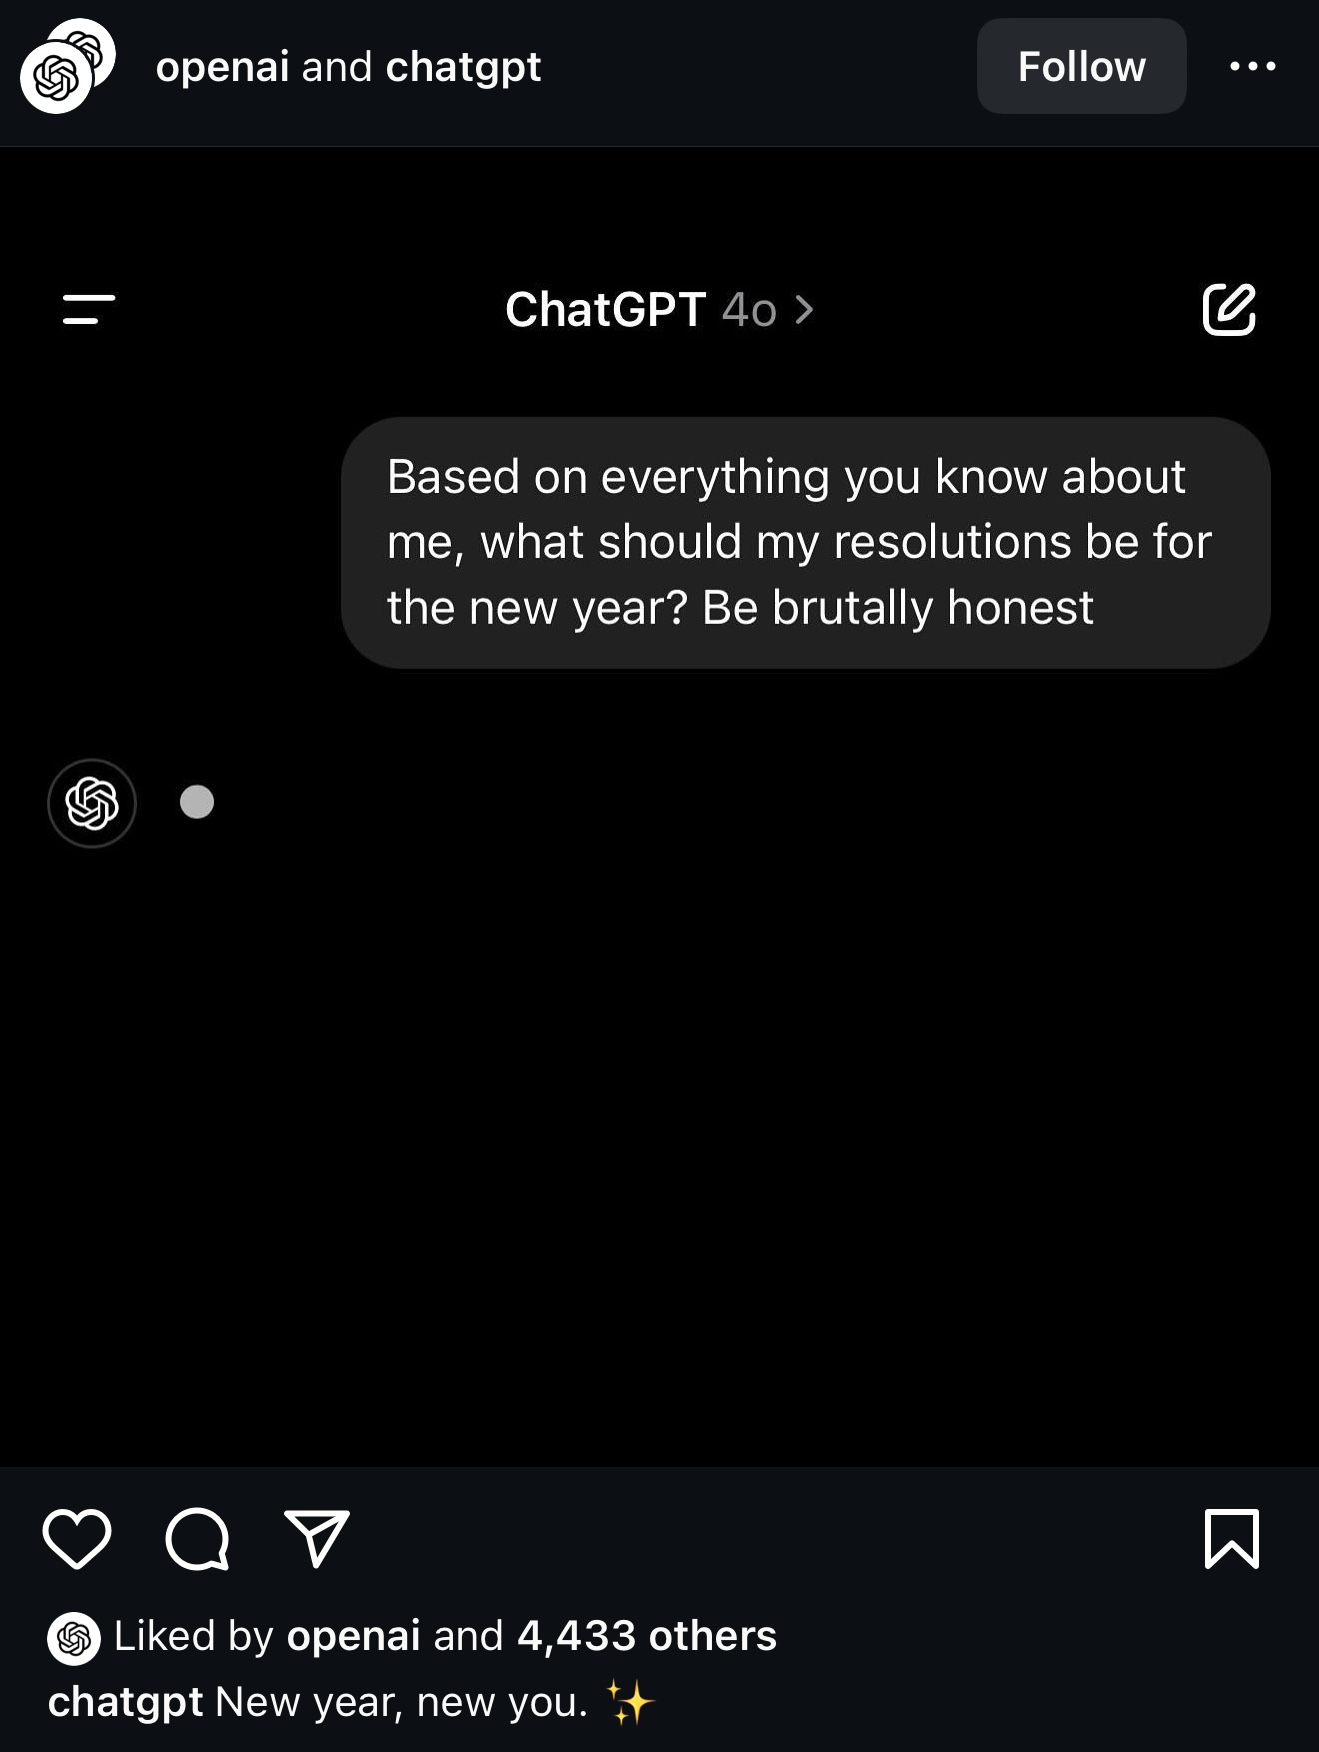 openai and chatgpt
Follow
ChatGPT 4o >
Based on everything you know about
me, what should my resolutions be for
the new year? Be brutally honest
Liked by openai and 4,433 others
chatgpt New year, new you. ✨